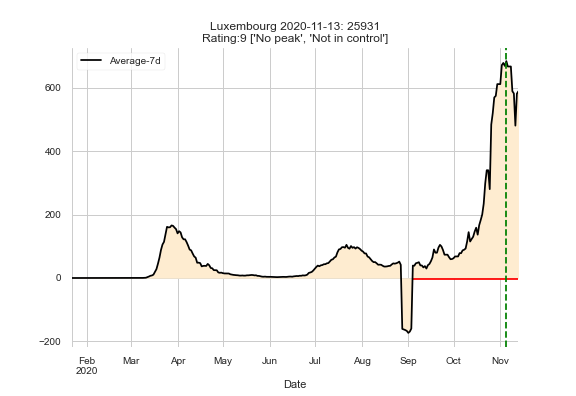 Luxembourg 2020-11-13: 25931
Rating:9 ['No peak', 'Not in control']
Average-7d
600
400
200
0
−200
Feb Mar Apr May Jun Jul Aug Sep Oct Nov
2020
Date